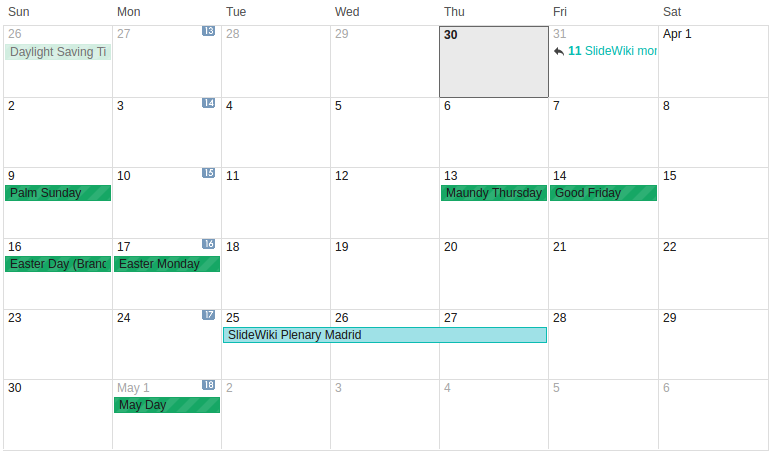 Sun Mon Tue Wed Thu Fri Sat
26 27 13 28 29 30 31 Apr 1
Daylight Saving Ti 11 SlideWiki mor
2 3 14 4 5 6 7 8
9 10 15 11 12 13 14 15
Palm Sunday Maundy Thursday Good Friday
16 17 16 18 19 20 21 22
Easter Day (Branc Easter Monday
23 24 17 25 26 27 28 29
SlideWiki Plenary Madrid
30 May 1 18 2 3 4 5 6
May Day